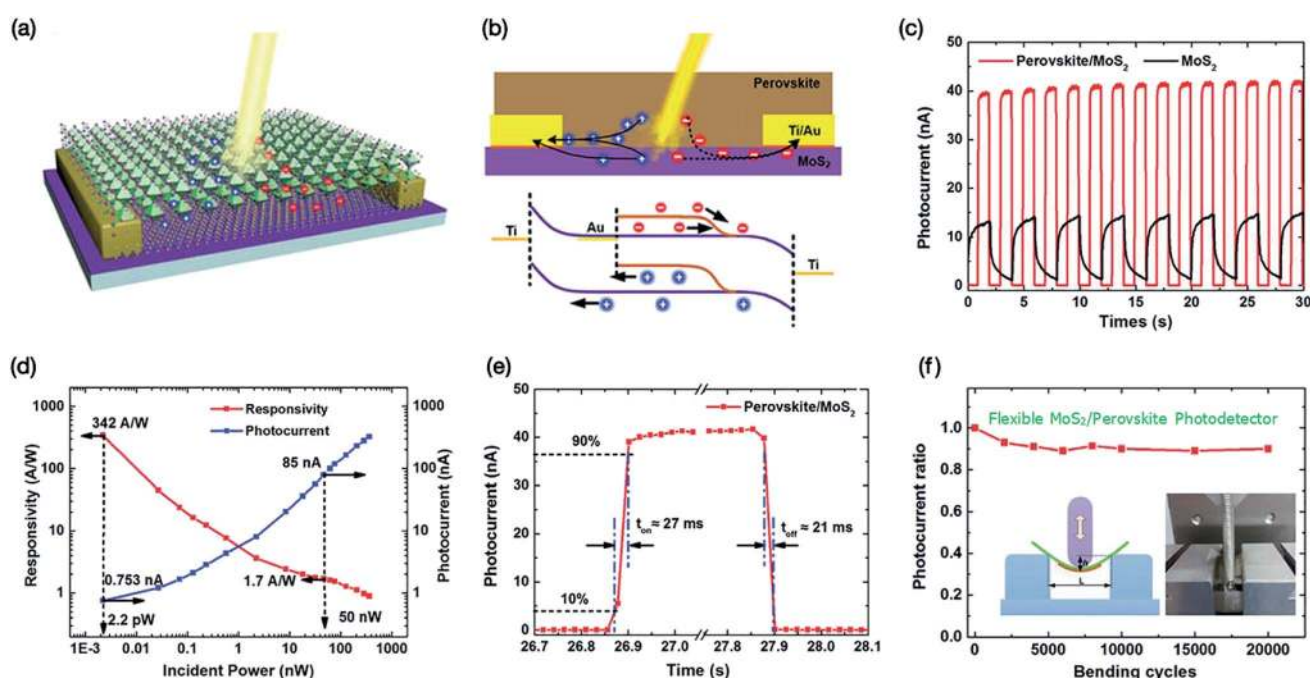 (a)
(b)
Perovskite
Ti/Au
MoS₂
Ti
Au
Ti
(c)
Perovskite/MoS₂
MoS₂
Photocurrent (nA)
50
40
30
20
10
0
0 5 10 15 20 25 30
Times (s)
(d)
Responsivity (A/W)
1000
100
10
1
Responsivity
Photocurrent
342 A/W
85 nA
0.753 nA
1.7 A/W
2.2 pW
50 nW
1000
100
10
1
Photocurrent (nA)
1E-3 0.01 0.1 1 10 100 1000
Incident Power (nW)
(e)
Photocurrent (nA)
50
40
30
20
10
0
Perovskite/MoS₂
90%
10%
t_on ≈ 27 ms
t_off ≈ 21 ms
26.7 26.8 26.9 27.0 27.8 27.9 28.0 28.1
Time (s)
(f)
Photocurrent ratio
1.0
0.8
0.6
0.4
0.2
0.0
Flexible MoS₂/Perovskite Photodetector
h
L
0 5000 10000 15000 20000
Bending cycles